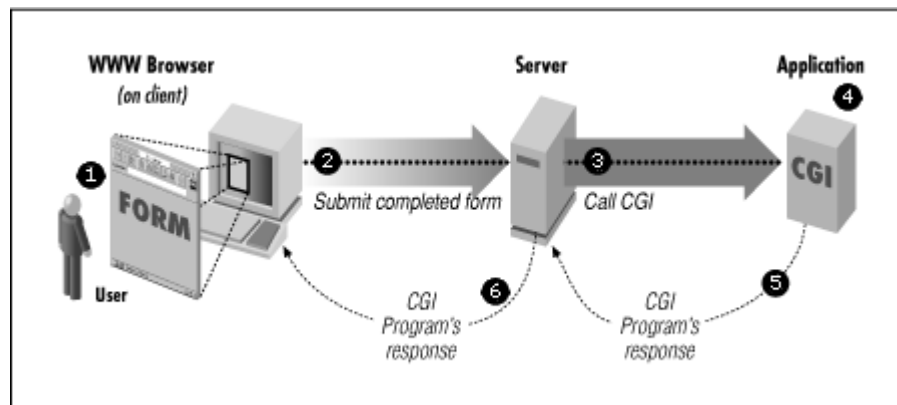 WWW Browser
(on client)
Server
Application
4
1
2
3
CGI
FORM
Submit completed form
Call CGI
User
6
5
CGI
Program's
response
CGI
Program's
response